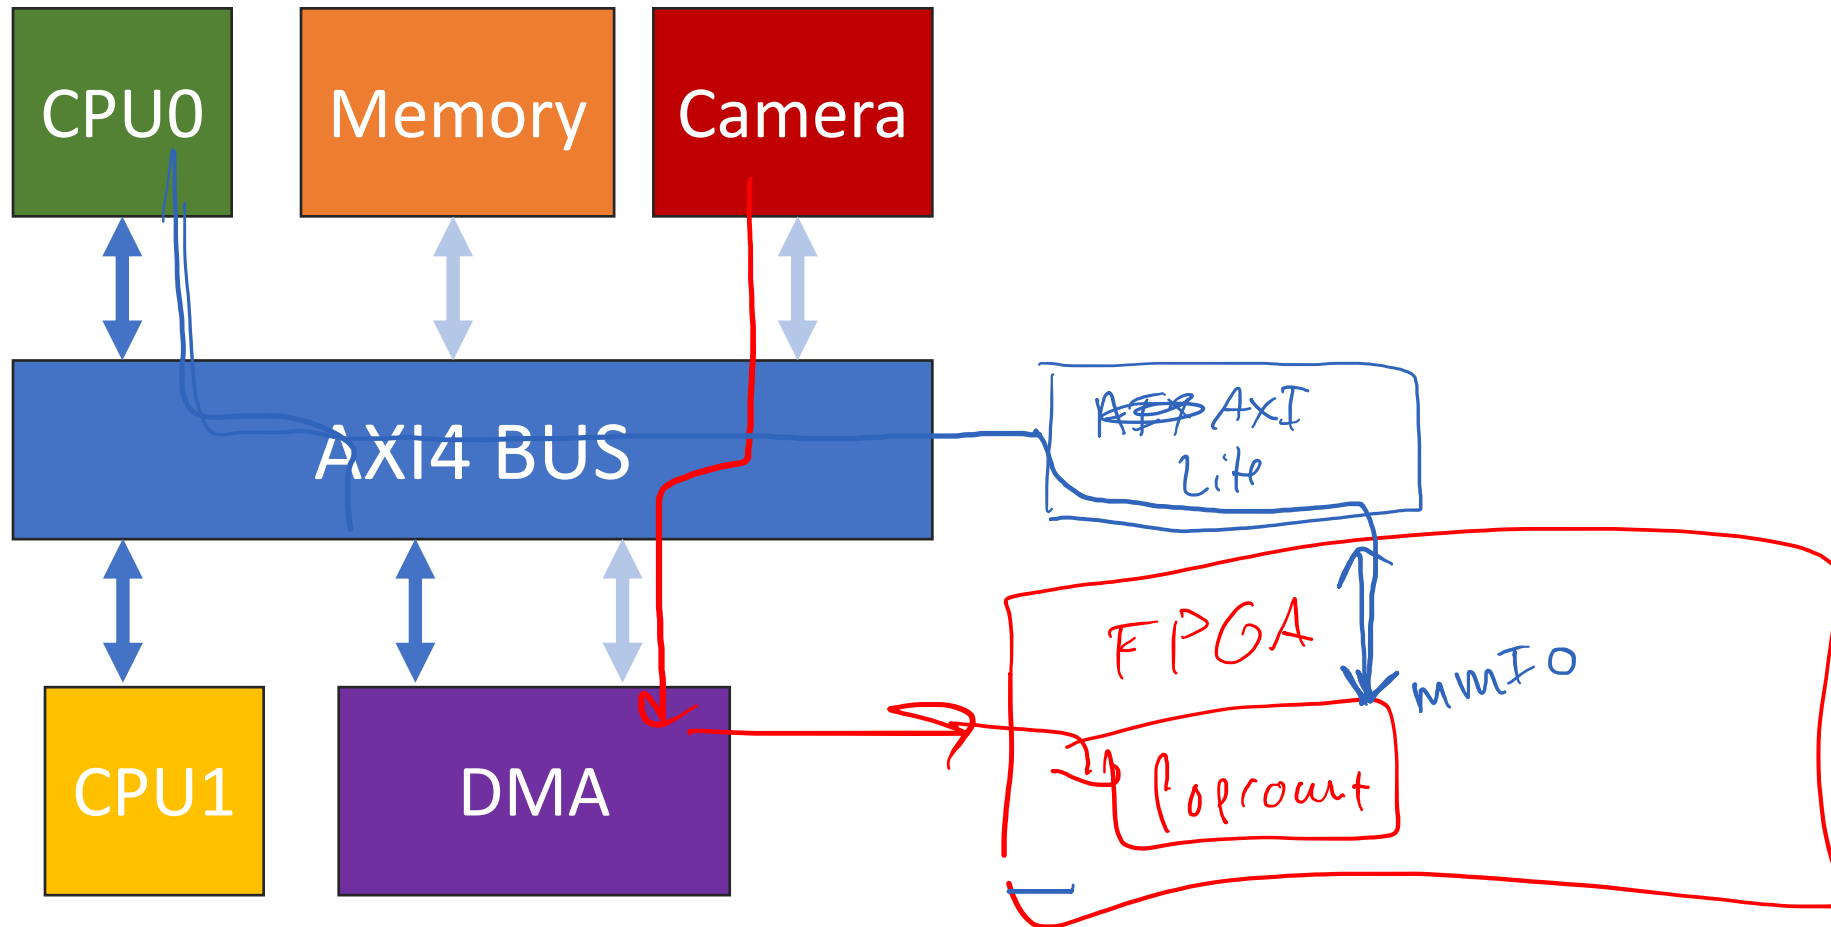 CPU0
Memory
Camera
AXi4 BUS
AXI
Lite
FPGA
mmIO
CPU1
DMA
Popcount